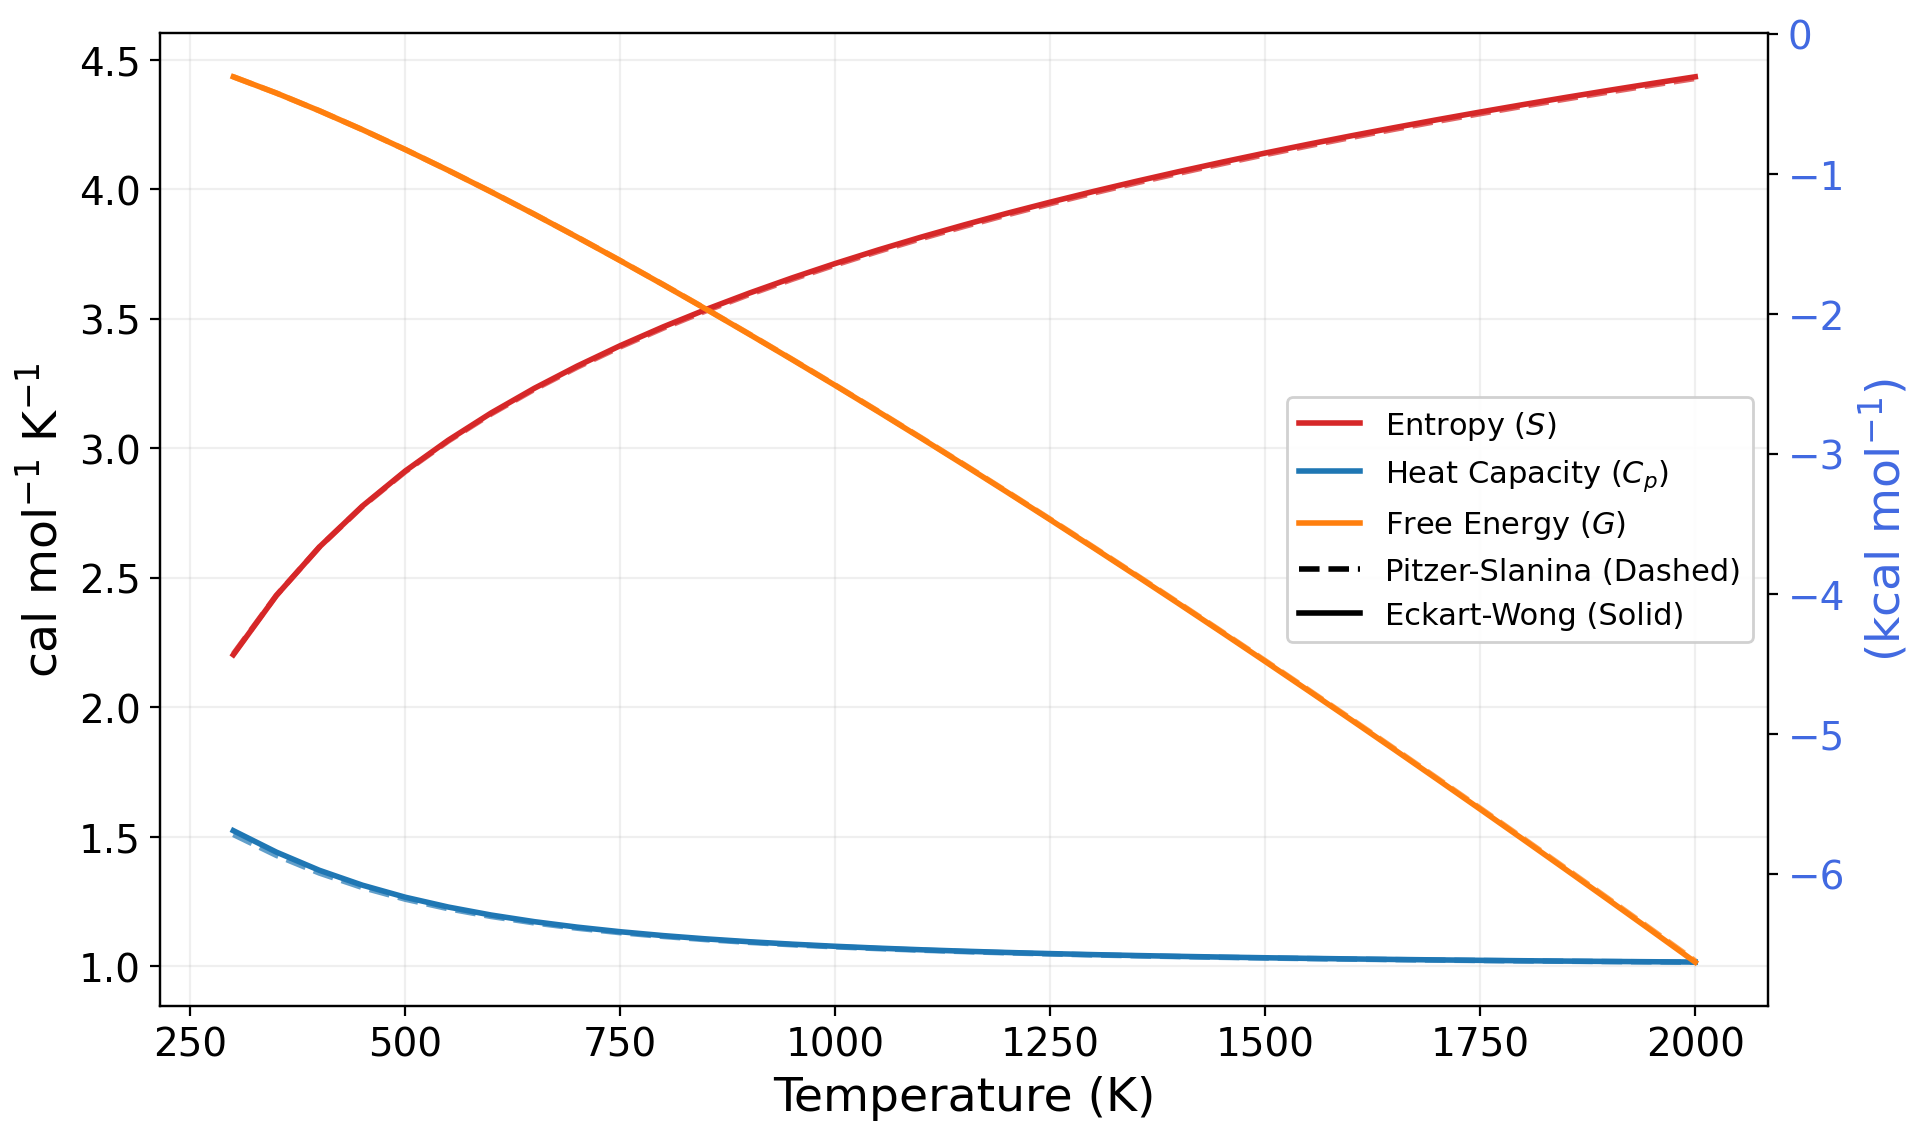 4.5
4.0
3.5
3.0
2.5
2.0
1.5
1.0
cal mol⁻¹ K⁻¹
0
−1
−2
−3
−4
−5
−6
(kcal mol⁻¹)
Entropy (S)
Heat Capacity (Cₚ)
Free Energy (G)
Pitzer-Slanina (Dashed)
Eckart-Wong (Solid)
250 500 750 1000 1250 1500 1750 2000
Temperature (K)